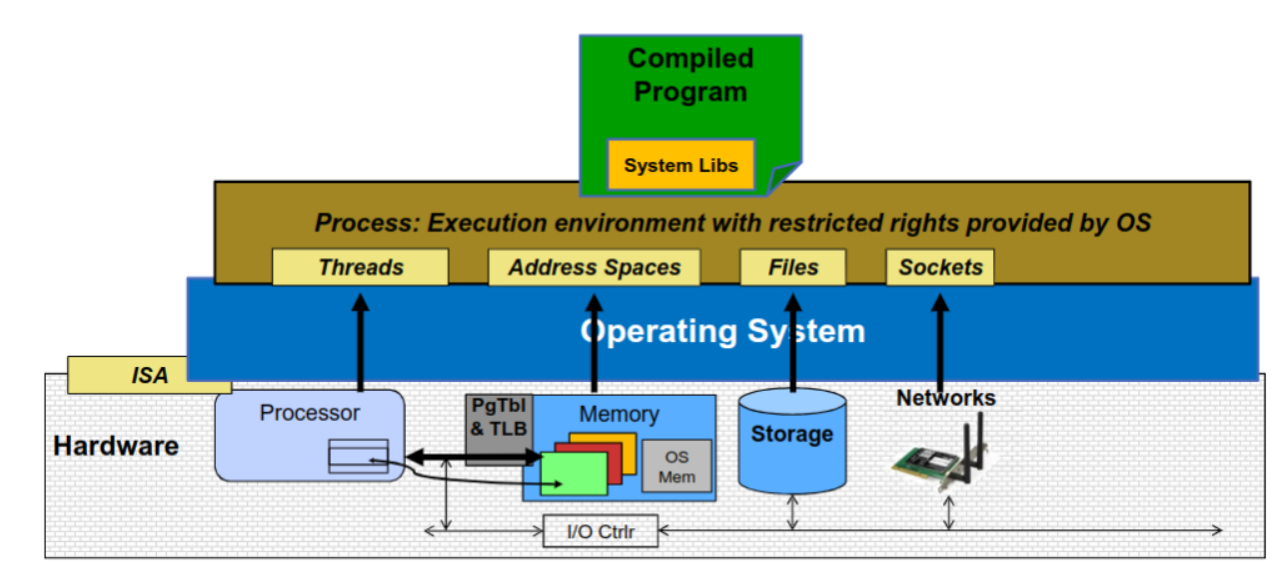 Compiled
Program
System Libs
Process: Execution environment with restricted rights provided by OS
Threads
Address Spaces
Files
Sockets
Operating System
ISA
Hardware
Processor
PgTbl
& TLB
Memory
OS
Mem
Storage
Networks
I/O Ctrlr